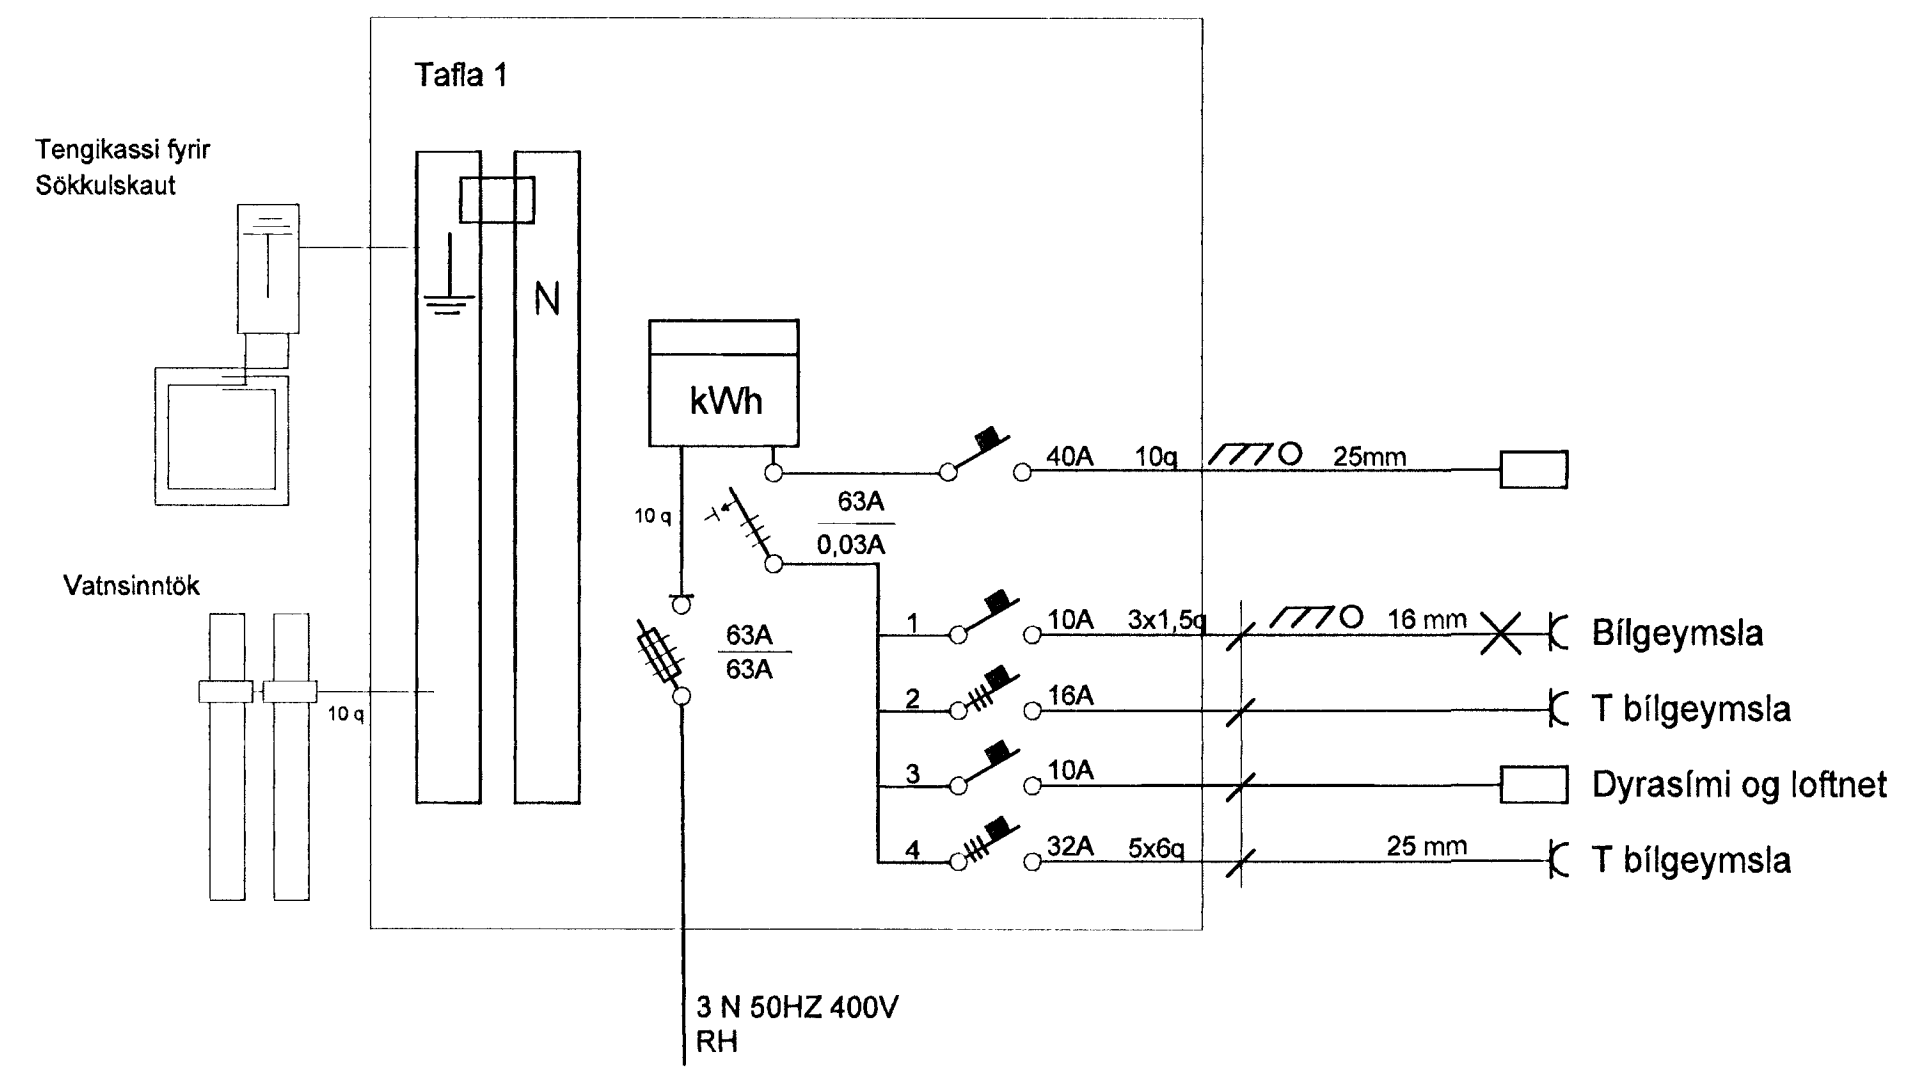 Tafla 1
Tengikassi fyrir
Sökkulskaut
N
kWh
40A 10q 25mm
10 q
63A
0,03A
Vatnsinntök
1 10A 3x1,5q 16 mm Bílgeymsla
63A
63A
2 16A T bílgeymsla
10 q
3 10A Dyrasími og loftnet
4 32A 5x6q 25 mm T bílgeymsla
3 N 50HZ 400V
RH